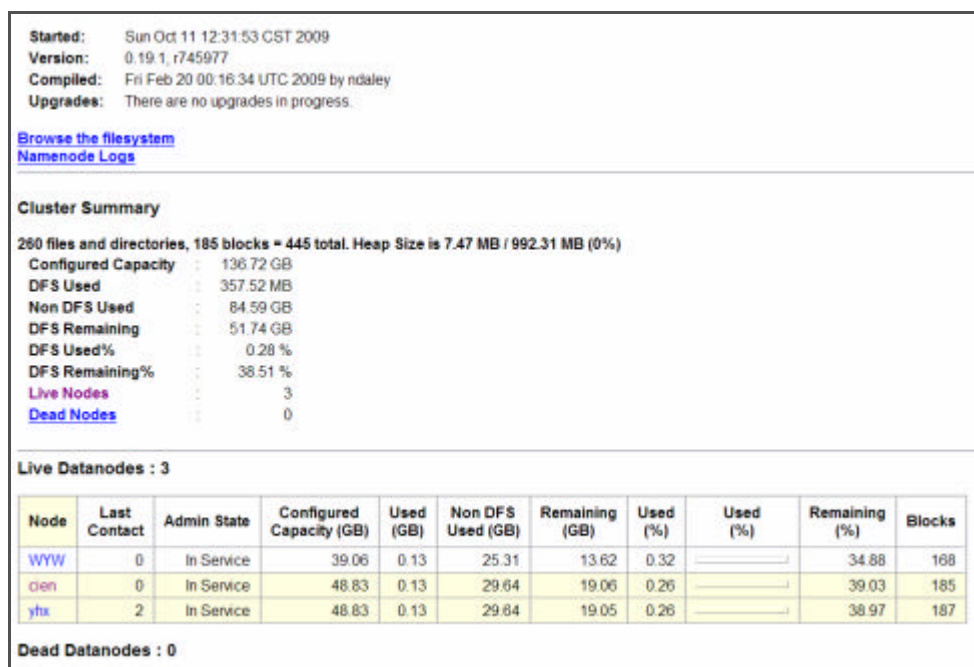 Started: Sun Oct 11 12:31:53 CST 2009
Version: 0.19.1, r745977
Compiled: Fri Feb 20 00:16:34 UTC 2009 by ndaley
Upgrades: There are no upgrades in progress.
Browse the filesystem
Namenode Logs
Cluster Summary
260 files and directories, 185 blocks = 445 total. Heap Size is 7.47 MB / 992.31 MB (0%)
Configured Capacity : 136.72 GB
DFS Used : 357.52 MB
Non DFS Used : 84.59 GB
DFS Remaining : 51.74 GB
DFS Used% : 0.28 %
DFS Remaining% : 38.51 %
Live Nodes : 3
Dead Nodes : 0
Live Datanodes : 3
Node Last Contact Admin State Configured Capacity (GB) Used (GB) Non DFS Used (GB) Remaining (GB) Used (%) Used (%) Remaining (%) Blocks
WYW 0 In Service 39.06 0.13 25.31 13.62 0.32 34.88 168
cien 0 In Service 48.83 0.13 29.64 19.06 0.26 39.03 185
yhx 2 In Service 48.83 0.13 29.64 19.05 0.26 38.97 187
Dead Datanodes : 0